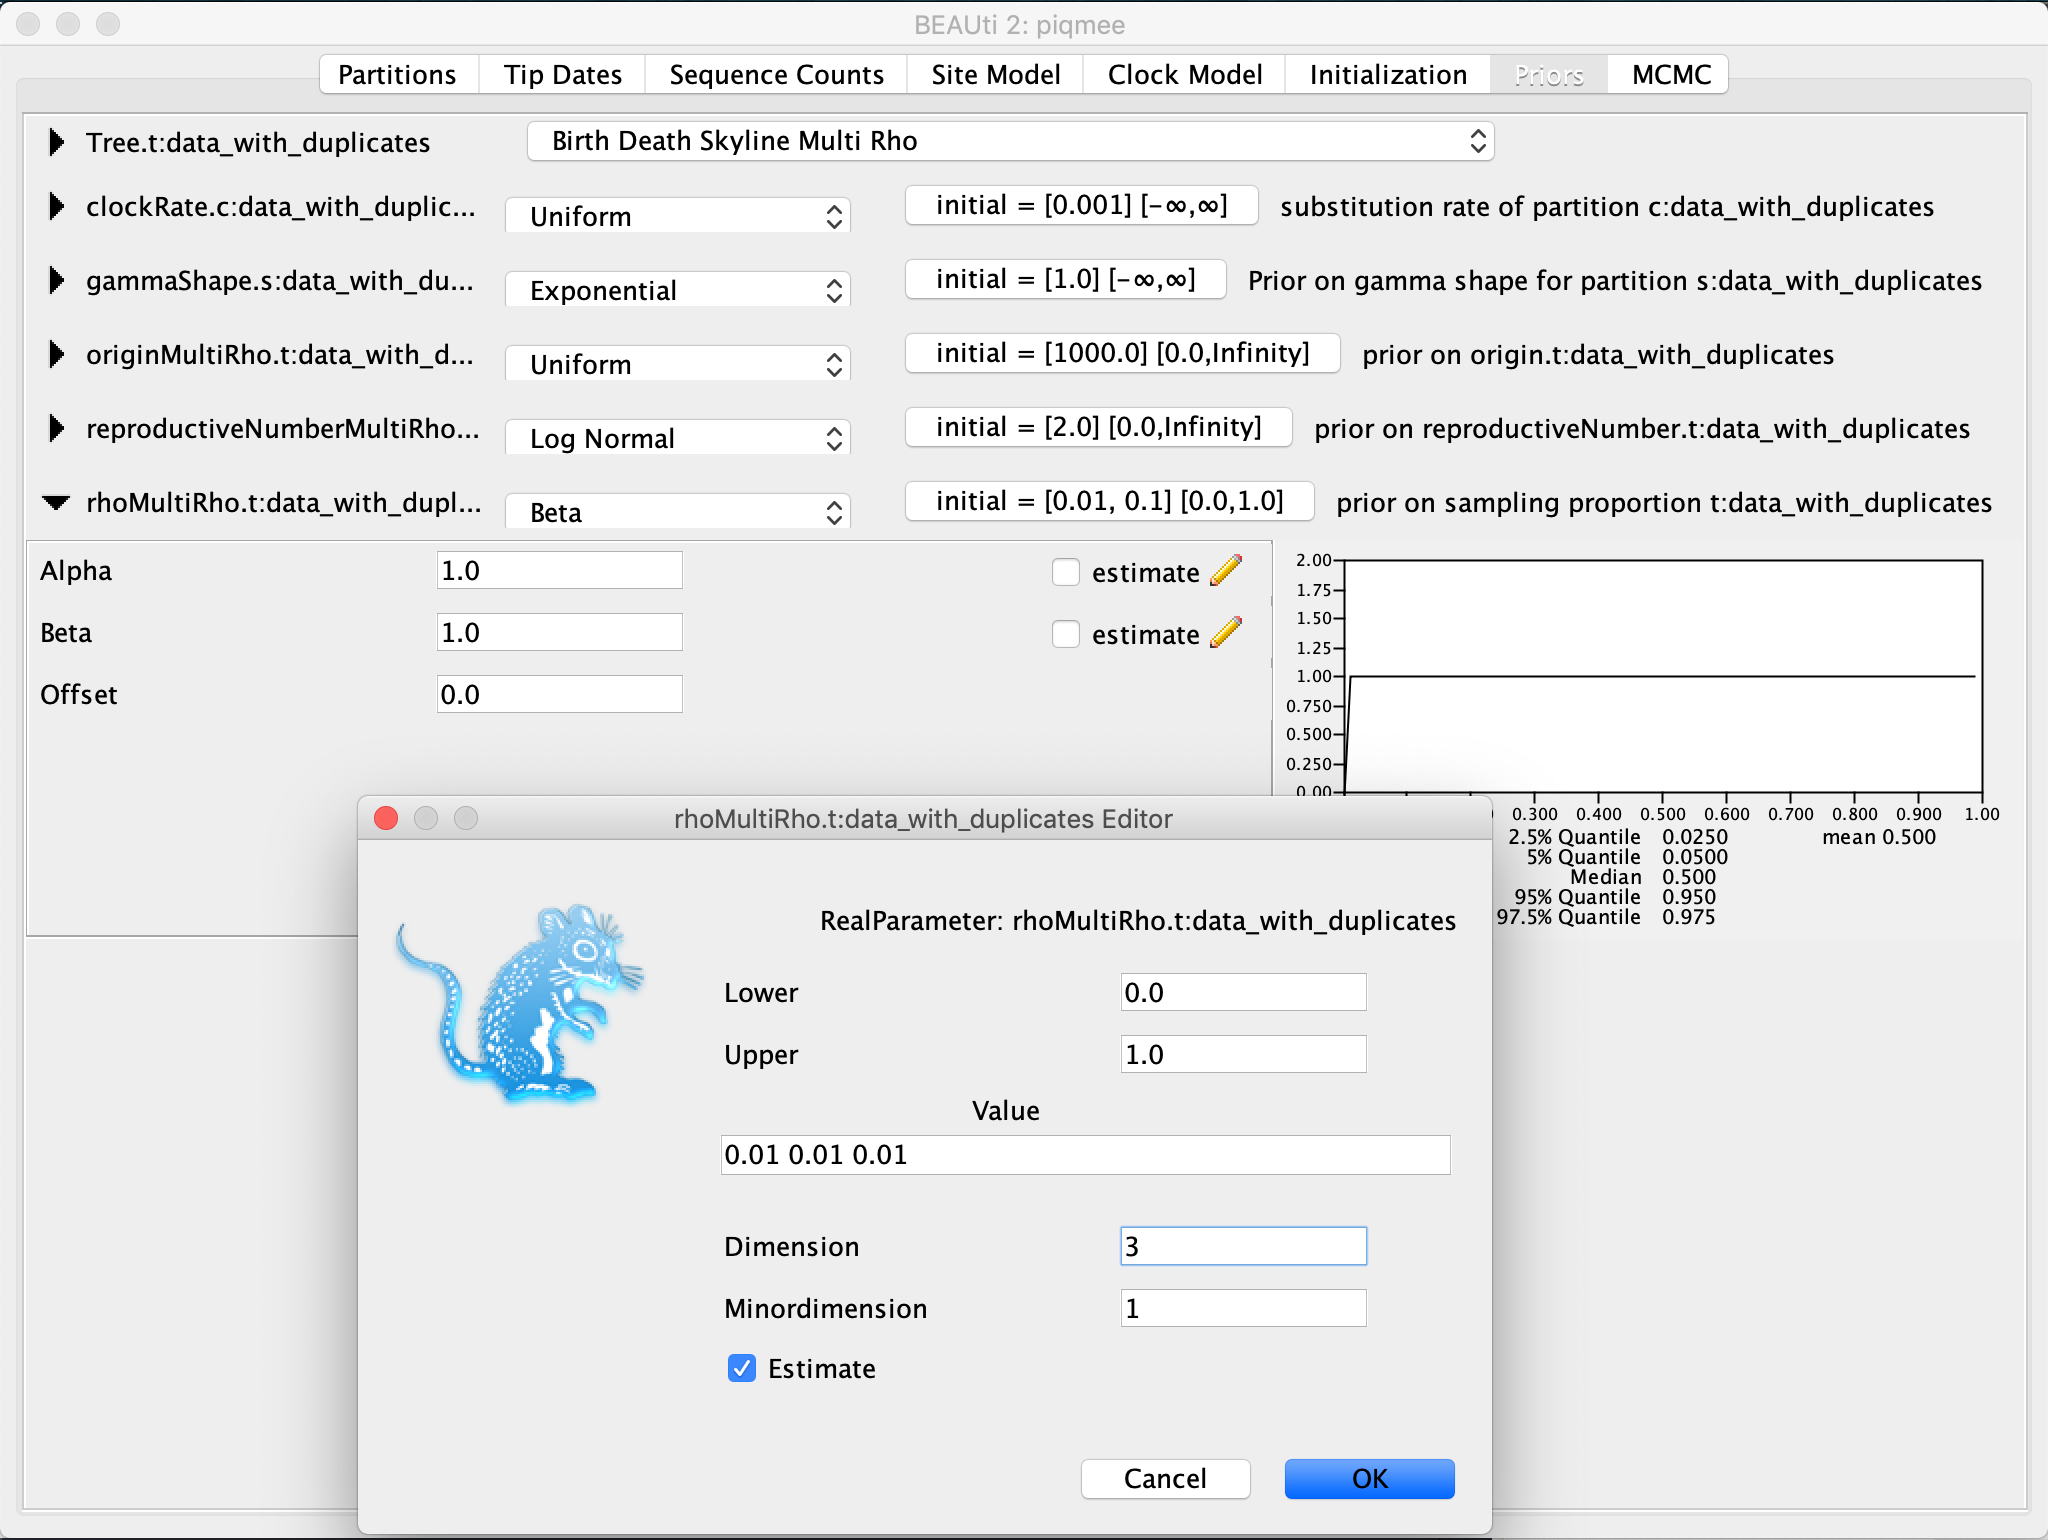 BEAUti 2: piqmee
Partitions Tip Dates Sequence Counts Site Model Clock Model Initialization Priors MCMC
Tree.t:data_with_duplicates Birth Death Skyline Multi Rho
clockRate.c:data_with_duplic... Uniform initial = [0.001] [-∞,∞] substitution rate of partition c:data_with_duplicates
gammaShape.s:data_with_du... Exponential initial = [1.0] [-∞,∞] Prior on gamma shape for partition s:data_with_duplicates
originMultiRho.t:data_with_d... Uniform initial = [1000.0] [0.0,Infinity] prior on origin.t:data_with_duplicates
reproductiveNumberMultiRho... Log Normal initial = [2.0] [0.0,Infinity] prior on reproductiveNumber.t:data_with_duplicates
rhoMultiRho.t:data_with_dupl... Beta initial = [0.01, 0.1] [0.0,1.0] prior on sampling proportion t:data_with_duplicates
Alpha 1.0 estimate
Beta 1.0 estimate
Offset 0.0
2.00
1.75
1.50
1.25
1.00
0.750
0.500
0.250
0.00
0.300 0.400 0.500 0.600 0.700 0.800 0.900 1.00
2.5% Quantile 0.0250 mean 0.500
5% Quantile 0.0500
Median 0.500
95% Quantile 0.950
97.5% Quantile 0.975
rhoMultiRho.t:data_with_duplicates Editor
RealParameter: rhoMultiRho.t:data_with_duplicates
Lower 0.0
Upper 1.0
Value
0.01 0.01 0.01
Dimension 3
Minordimension 1
Estimate
Cancel OK